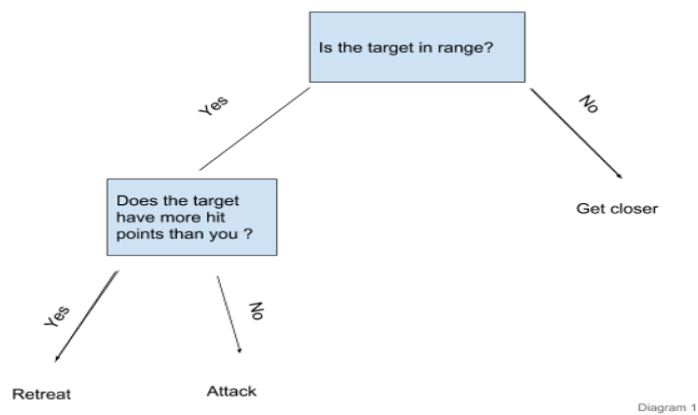 Is the target in range?
Yes
No
Does the target
have more hit
points than you ?
Get closer
Yes
No
Retreat
Attack
Diagram 1